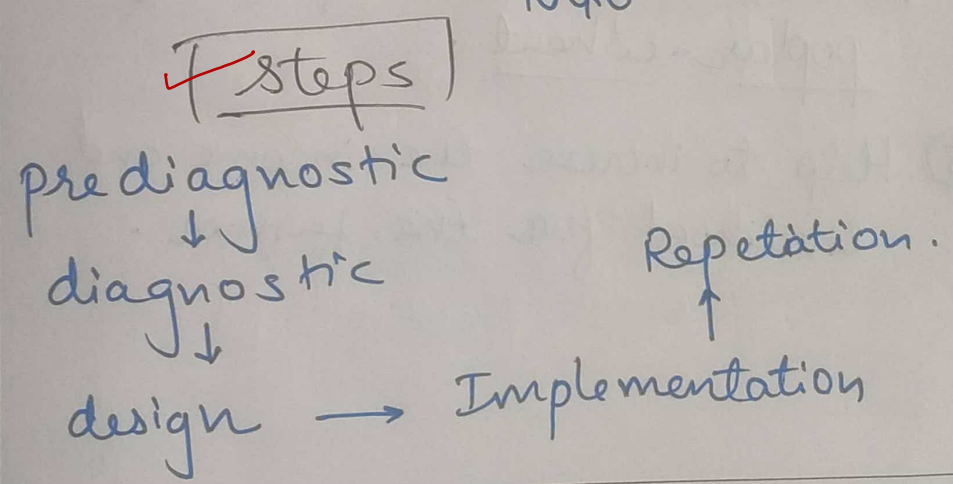 steps
prediagnostic
↓
diagnostic
↓
design → Implementation
↑
Repetation.